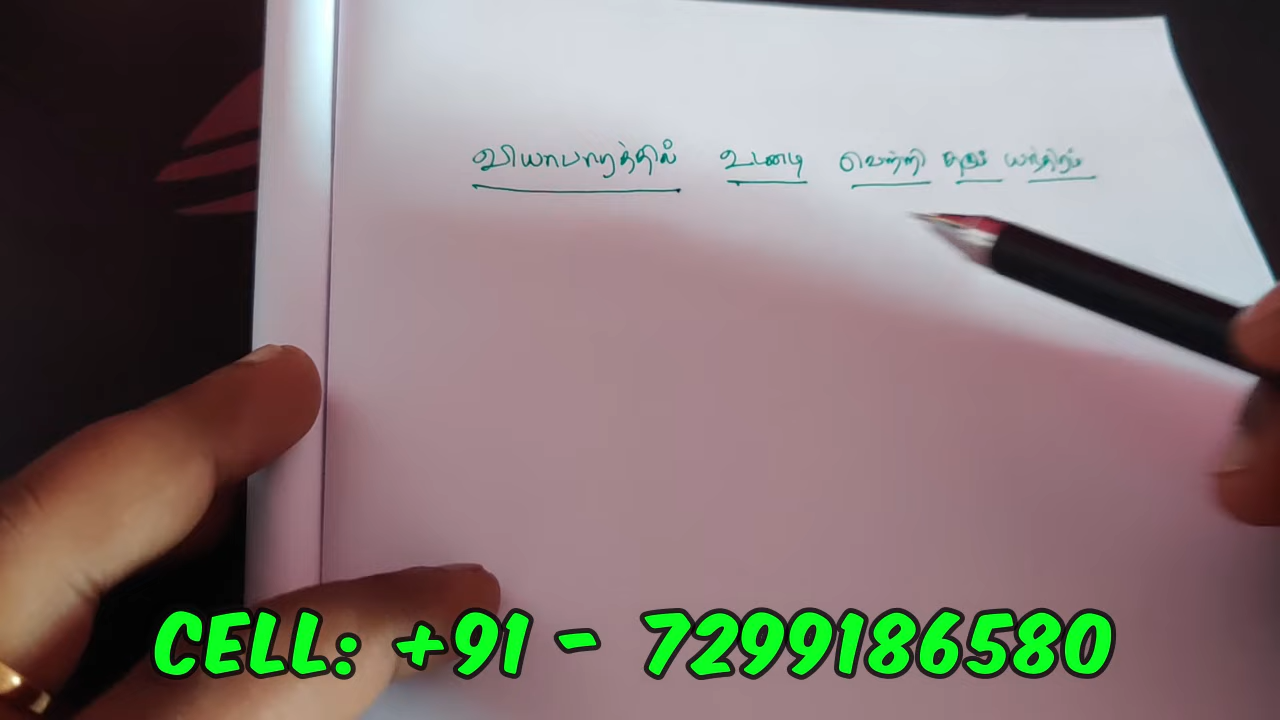 வியாபாரத்தில் உடனடி வெற்றி தரும் யந்திரம்
CELL: +91 - 7299186580